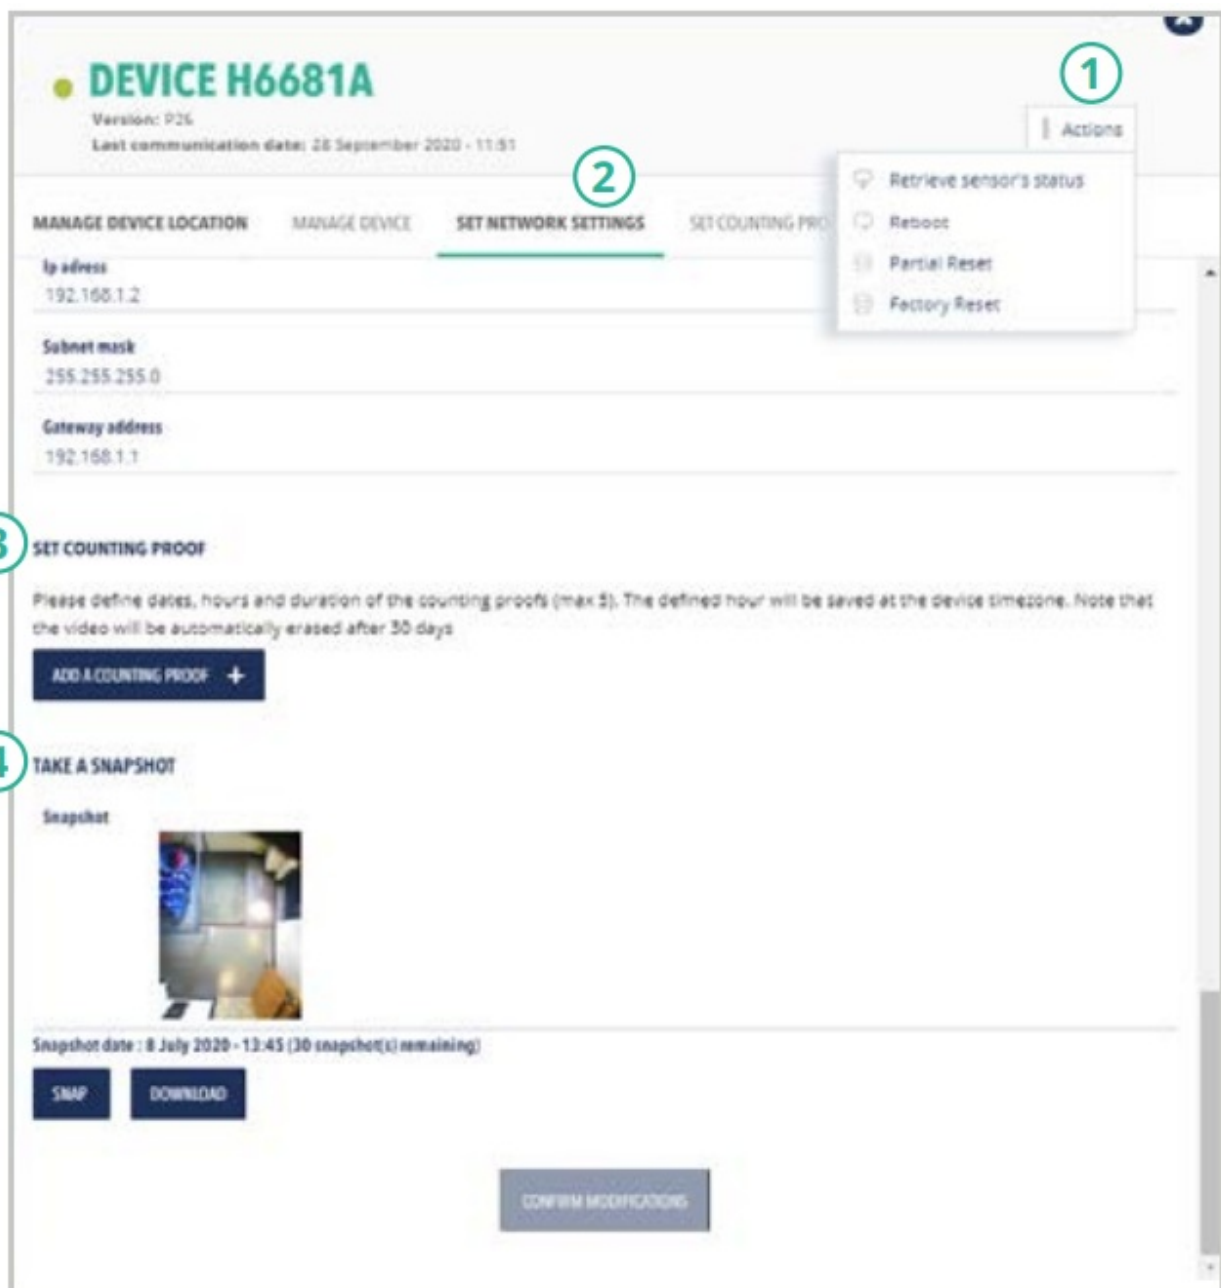 1
DEVICE H6681A
Version: P26
Last communication date: 28 September 2020 - 11:51
Actions
Retrieve sensor's status
Reboot
Partial Reset
Factory Reset
2
MANAGE DEVICE LOCATION MANAGE DEVICE SET NETWORK SETTINGS SET COUNTING PRO
Ip adress
192.168.1.2
Subnet mask
255.255.255.0
Gateway address
192.168.1.1
3 SET COUNTING PROOF
Please define dates, hours and duration of the counting proofs (max 5). The defined hour will be saved at the device timezone. Note that
the video will be automatically erased after 30 days
ADD A COUNTING PROOF +
4 TAKE A SNAPSHOT
Snapshot
Snapshot date : 8 July 2020 - 13:45 (30 snapshot(s) remaining)
SNAP DOWNLOAD
CONFIRM MODIFICATIONS